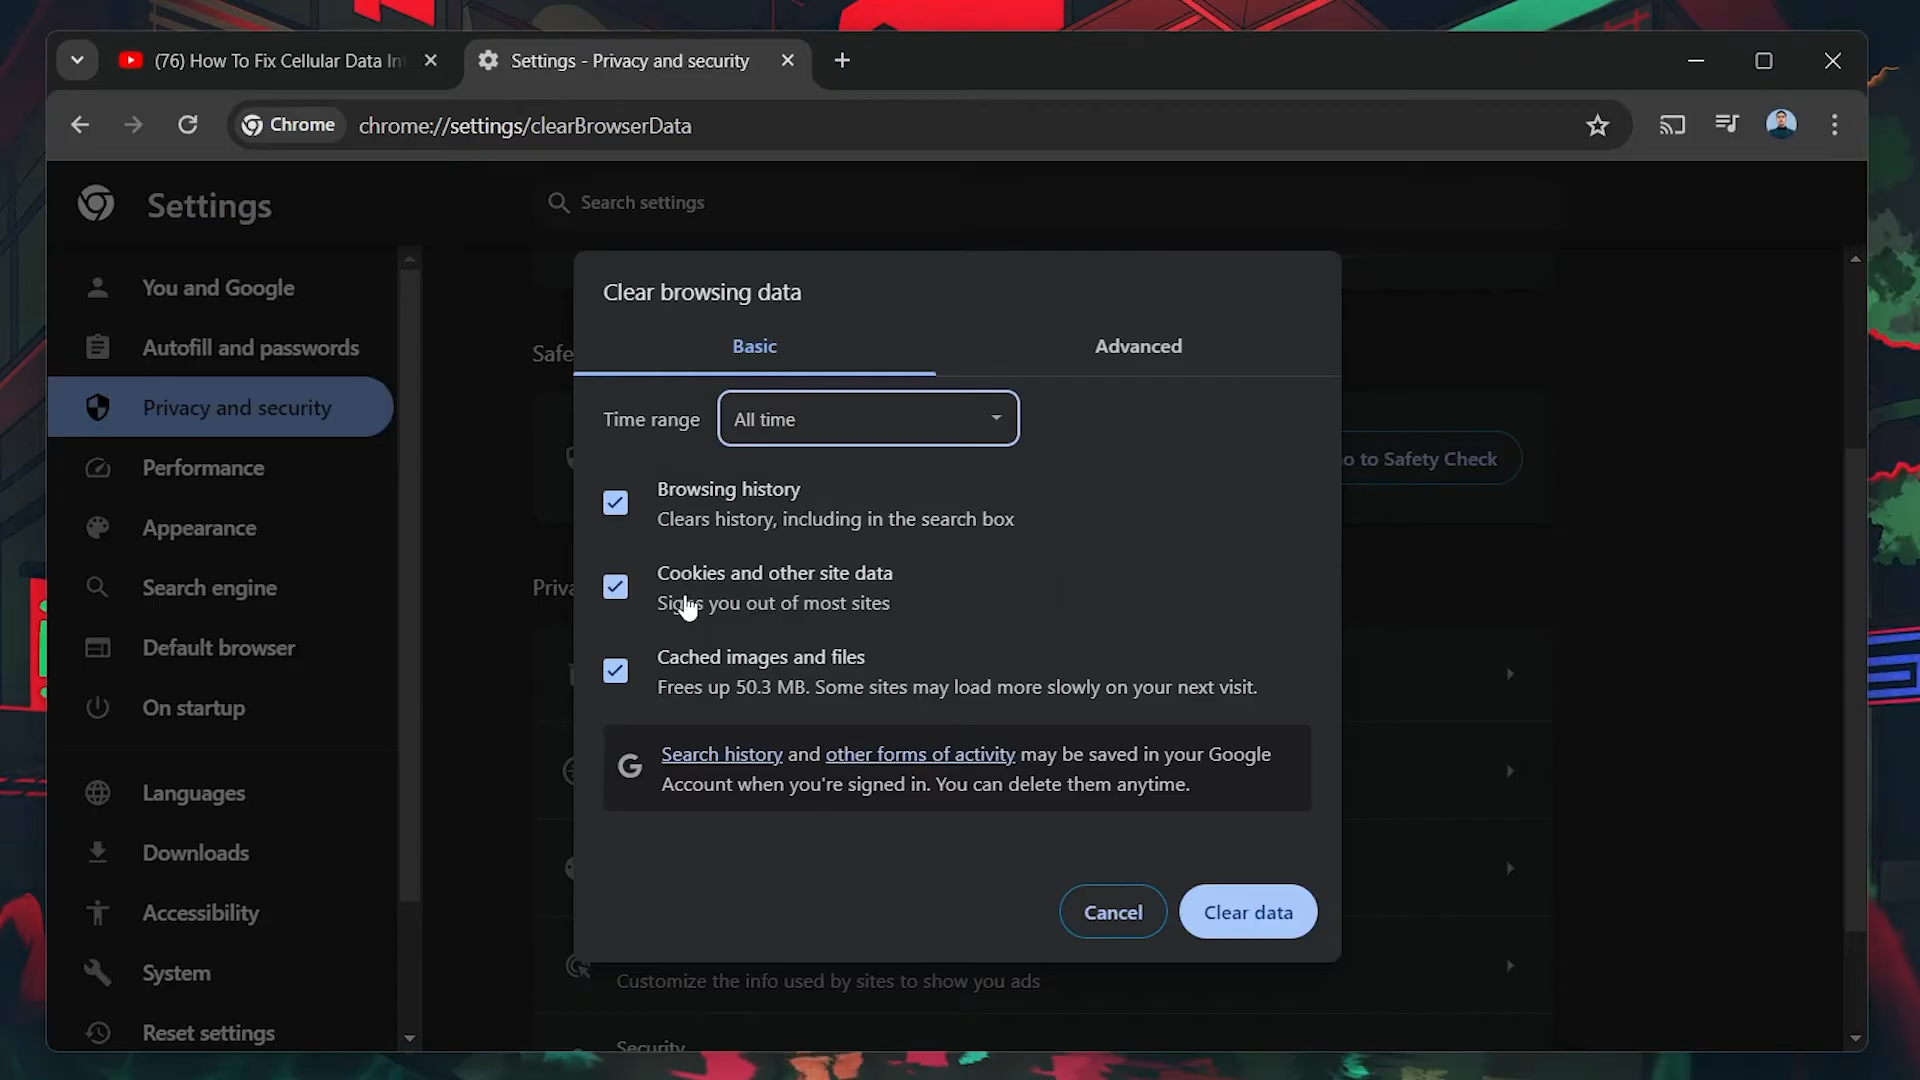 (76) How To Fix Cellular Data In
Settings - Privacy and security
Chrome
chrome://settings/clearBrowserData
Settings
Search settings
You and Google
Autofill and passwords
Privacy and security
Performance
Appearance
Search engine
Default browser
On startup
Languages
Downloads
Accessibility
System
Reset settings
Safe
o to Safety Check
Priva
Clear browsing data
Basic
Advanced
Time range
All time
Browsing history
Clears history, including in the search box
Cookies and other site data
Signs you out of most sites
Cached images and files
Frees up 50.3 MB. Some sites may load more slowly on your next visit.
Search history and other forms of activity may be saved in your Google
Account when you're signed in. You can delete them anytime.
Cancel
Clear data
Customize the info used by sites to show you ads
Security